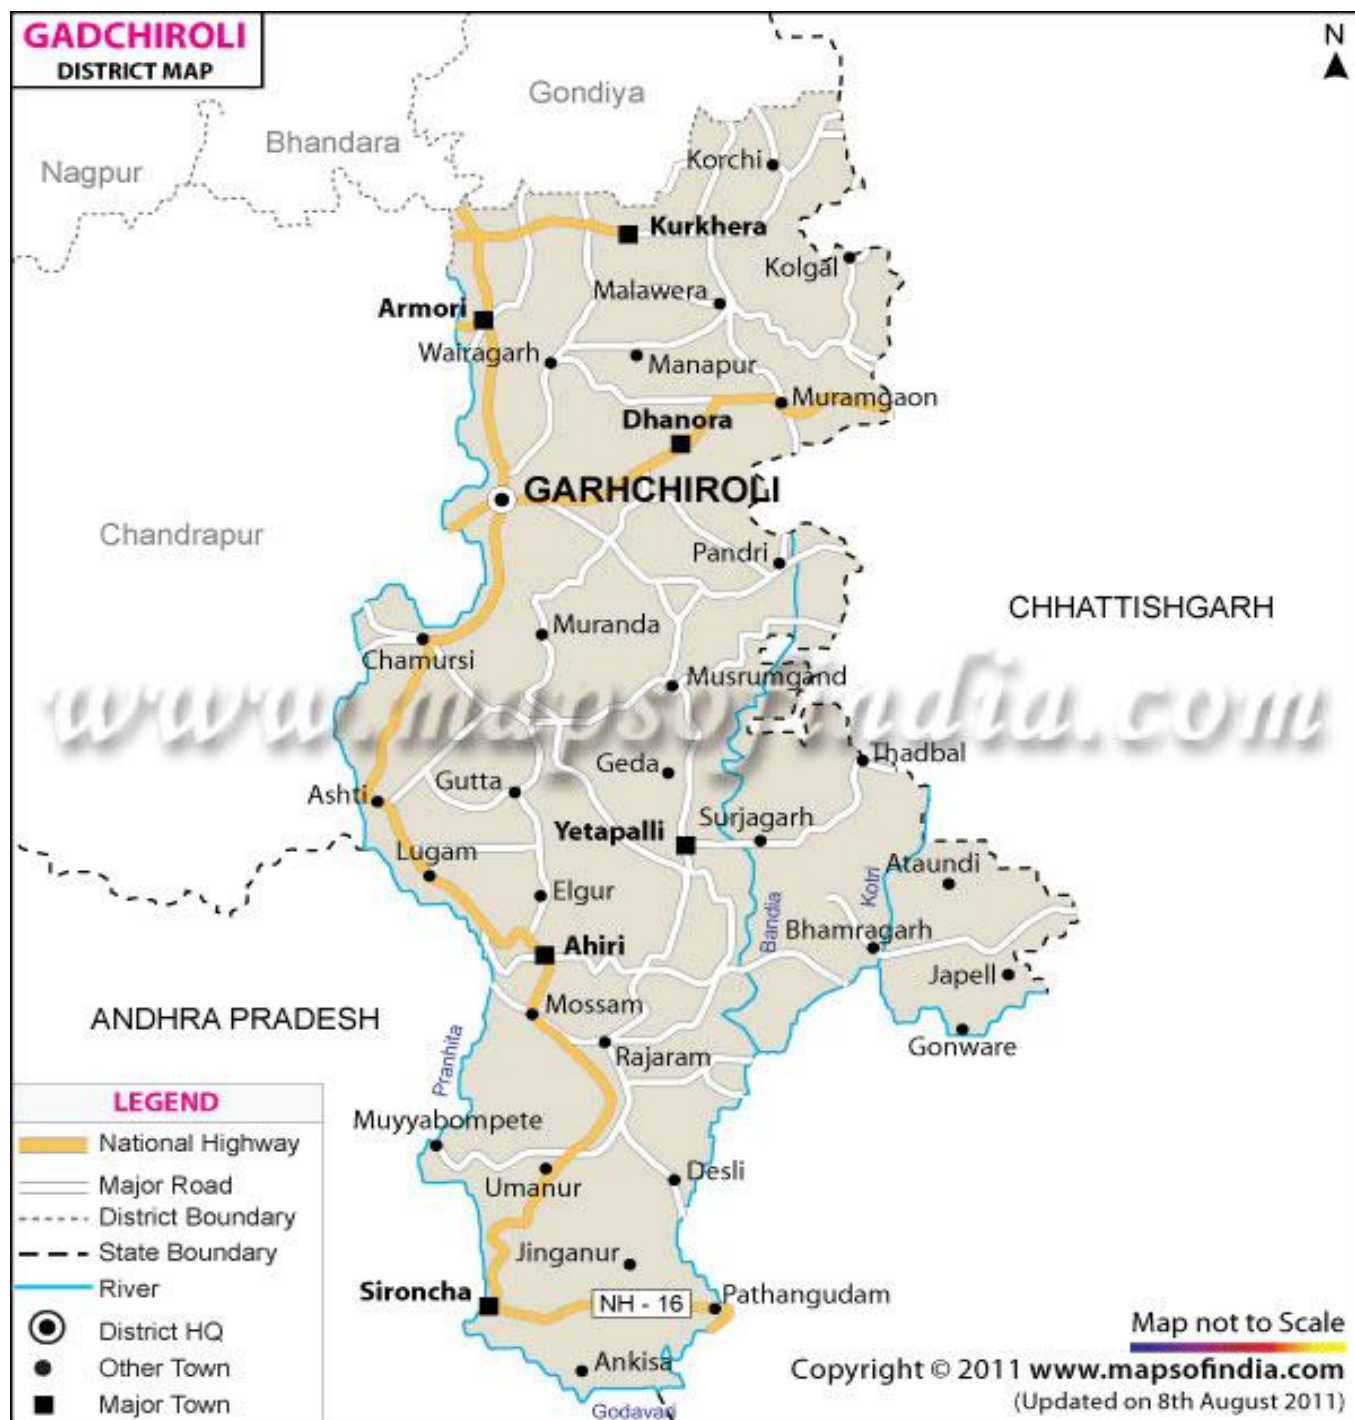 GADCHIROLI
DISTRICT MAP
N
Gondiya
Bhandara
Nagpur
Korchi
Kurkhera
Kolgal
Malawera
Armori
Wairagarh
Manapur
Muramgaon
Dhanora
GARHCHIROLI
Chandrapur
Pandri
CHHATTISHGARH
Muranda
Chamursi
Musrumgand
www.mapsofindia.com
Thadbal
Geda
Gutta
Ashti
Surjagarh
Yetapalli
Lugam
Ataundi
Kotri
Elgur
Bandia
Bhamragarh
Ahiri
Japell
Mossam
ANDHRA PRADESH
Gonware
Rajaram
Pranhita
LEGEND
National Highway
Major Road
District Boundary
State Boundary
River
District HQ
Other Town
Major Town
Muyyabompete
Desli
Umanur
Jinganur
Sironcha
NH - 16
Pathangudam
Ankisa
Godavari
Map not to Scale
Copyright © 2011 www.mapsofindia.com
(Updated on 8th August 2011)